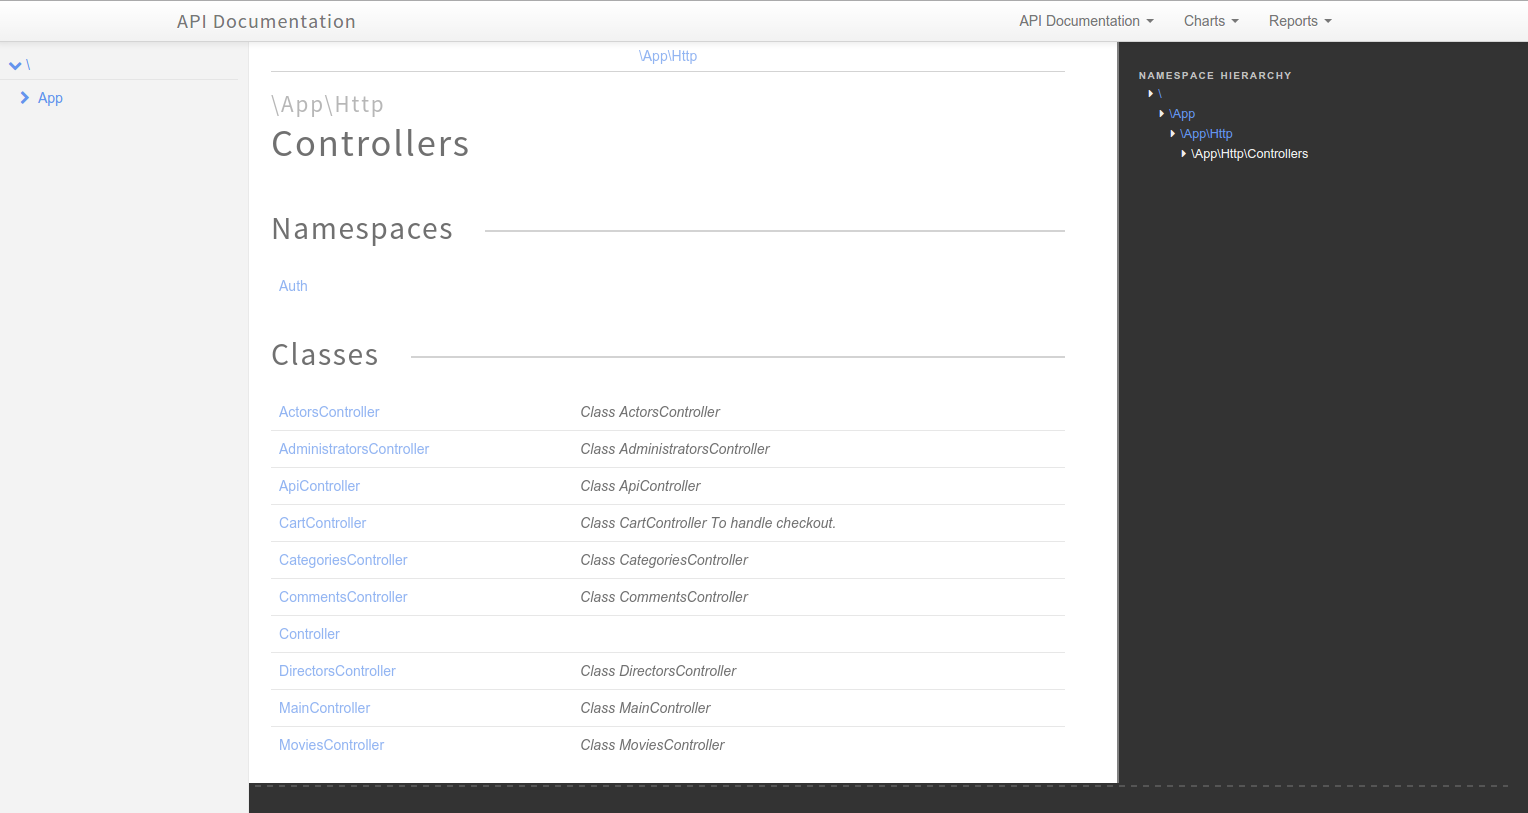 API Documentation
API Documentation Charts Reports
\
App
\App\Http
\App\Http
Controllers
Namespaces
Auth
Classes
ActorsController Class ActorsController
AdministratorsController Class AdministratorsController
ApiController Class ApiController
CartController Class CartController To handle checkout.
CategoriesController Class CategoriesController
CommentsController Class CommentsController
Controller
DirectorsController Class DirectorsController
MainController Class MainController
MoviesController Class MoviesController
NAMESPACE HIERARCHY
\
\App
\App\Http
\App\Http\Controllers